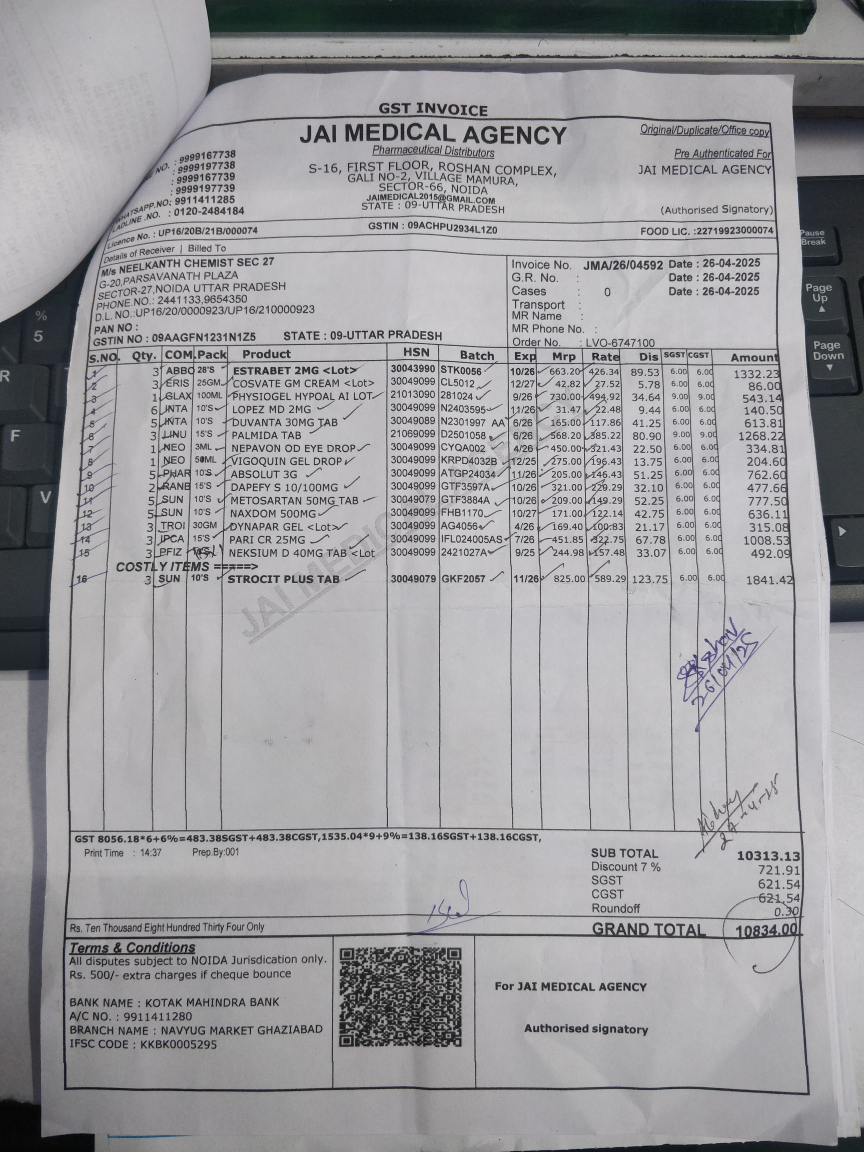 GST INVOICE
Original/Duplicate/Office copy
JAI MEDICAL AGENCY
Pharmaceutical Distributors
Pre Authenticated For
JAI MEDICAL AGENCY
S-16, FIRST FLOOR, ROSHAN COMPLEX,
GALI NO-2, VILLAGE MAMURA,
SECTOR-66, NOIDA
JAIMEDICAL2015@GMAIL.COM
STATE : 09-UTTAR PRADESH
NO. : 9999167738
: 9999197738
: 9999167739
: 9999197739
WHATSAPP.NO: 9911411285
LADLINE .NO. : 0120-2484184
(Authorised Signatory)
Licence No. : UP16/20B/21B/000074
GSTIN : 09ACHPU2934L1Z0
FOOD LIC. :22719923000074
Details of Receiver | Billed To
M/s NEELKANTH CHEMIST SEC 27
G-20,PARSAVANATH PLAZA
SECTOR-27,NOIDA UTTAR PRADESH
PHONE.NO.: 2441133,9654350
D.L.NO.:UP16/20/0000923/UP16/210000923
PAN NO :
GSTIN NO : 09AAGFN1231N1Z5 STATE : 09-UTTAR PRADESH
Invoice No. JMA/26/04592 Date : 26-04-2025
G.R. No. : Date : 26-04-2025
Cases : 0 Date : 26-04-2025
Transport :
MR Name :
MR Phone No. :
Order No. : LVO-6747100
S.NO. Qty. COM. Pack Product HSN Batch Exp Mrp Rate Dis SGST CGST Amount
1 3 ABBO 28'S ESTRABET 2MG <Lot> 30043990 STK0056 10/26 663.20 426.34 89.53 6.00 6.00 1332.23
2 3 ERIS 25GM COSVATE GM CREAM <Lot> 30049099 CL5012 12/27 42.82 27.52 5.78 6.00 6.00 86.00
3 1 GLAX 100ML PHYSIOGEL HYPOAL AI LOT 21013090 281024 9/26 730.00 494.92 34.64 9.00 9.00 543.14
4 6 INTA 10'S LOPEZ MD 2MG 30049099 N2403595 11/26 31.47 22.48 9.44 6.00 6.00 140.50
5 5 INTA 10'S DUVANTA 30MG TAB 30049089 N2301997 AA 6/26 165.00 117.86 41.25 6.00 6.00 613.81
6 3 LINU 15'S PALMIDA TAB 21069099 D2501058 6/26 568.20 385.22 80.90 9.00 9.00 1268.22
7 1 NEO 3ML NEPAVON OD EYE DROP 30049099 CYQA002 4/26 450.00 321.43 22.50 6.00 6.00 334.81
8 1 NEO 50ML VIGOQUIN GEL DROP 30049099 KRPD4032B 12/25 275.00 196.43 13.75 6.00 6.00 204.60
9 5 PHAR 10'S ABSOLUT 3G 30049099 ATGP24034 11/26 205.00 146.43 51.25 6.00 6.00 762.60
10 2 RANB 15'S DAPEFY S 10/100MG 30049099 GTF3597A 10/26 321.00 229.29 32.10 6.00 6.00 477.66
11 5 SUN 10'S METOSARTAN 50MG TAB 30049079 GTF3884A 10/26 209.00 149.29 52.25 6.00 6.00 777.50
12 5 SUN 10'S NAXDOM 500MG 30049099 FHB1170 10/27 171.00 122.14 42.75 6.00 6.00 636.11
13 3 TROI 30GM DYNAPAR GEL <Lot> 30049099 AG4056 4/26 169.40 100.83 21.17 6.00 6.00 315.08
14 3 IPCA 15'S PARI CR 25MG 30049099 IFL024005AS 7/26 451.85 322.75 67.78 6.00 6.00 1008.53
15 3 PFIZ NEKSIUM D 40MG TAB <Lot 30049099 2421027A 9/25 244.98 157.48 33.07 6.00 6.00 492.09
COSTLY ITEMS =====>
16 3 SUN 10'S STROCIT PLUS TAB 30049079 GKF2057 11/26 825.00 589.29 123.75 6.00 6.00 1841.42
JAI MEDIC
26/04/25
27-4-25
GST 8056.18*6+6%=483.38SGST+483.38CGST,1535.04*9+9%=138.16SGST+138.16CGST,
Print Time : 14:37 Prep.By:001
SUB TOTAL 10313.13
Discount 7 % 721.91
SGST 621.54
CGST 621.54
Roundoff 0.30
Rs. Ten Thousand Eight Hundred Thirty Four Only
GRAND TOTAL 10834.00
Terms & Conditions
All disputes subject to NOIDA Jurisdication only.
Rs. 500/- extra charges if cheque bounce
BANK NAME : KOTAK MAHINDRA BANK
A/C NO. : 9911411280
BRANCH NAME : NAVYUG MARKET GHAZIABAD
IFSC CODE : KKBK0005295
For JAI MEDICAL AGENCY
Authorised signatory
%
5
R
F
V
Pause
Break
Page
Up
Page
Down